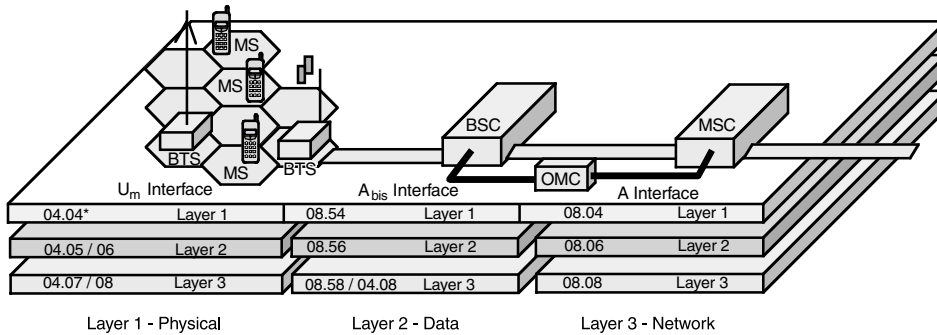 MS
MS
BSC
MSC
BTS
MS
BTS
OMC
Um Interface
Abis Interface
A Interface
04.04* Layer 1 08.54 Layer 1 08.04 Layer 1
04.05 / 06 Layer 2 08.56 Layer 2 08.06 Layer 2
04.07 / 08 Layer 3 08.58 / 04.08 Layer 3 08.08 Layer 3
Layer 1 - Physical Layer 2 - Data Layer 3 - Network